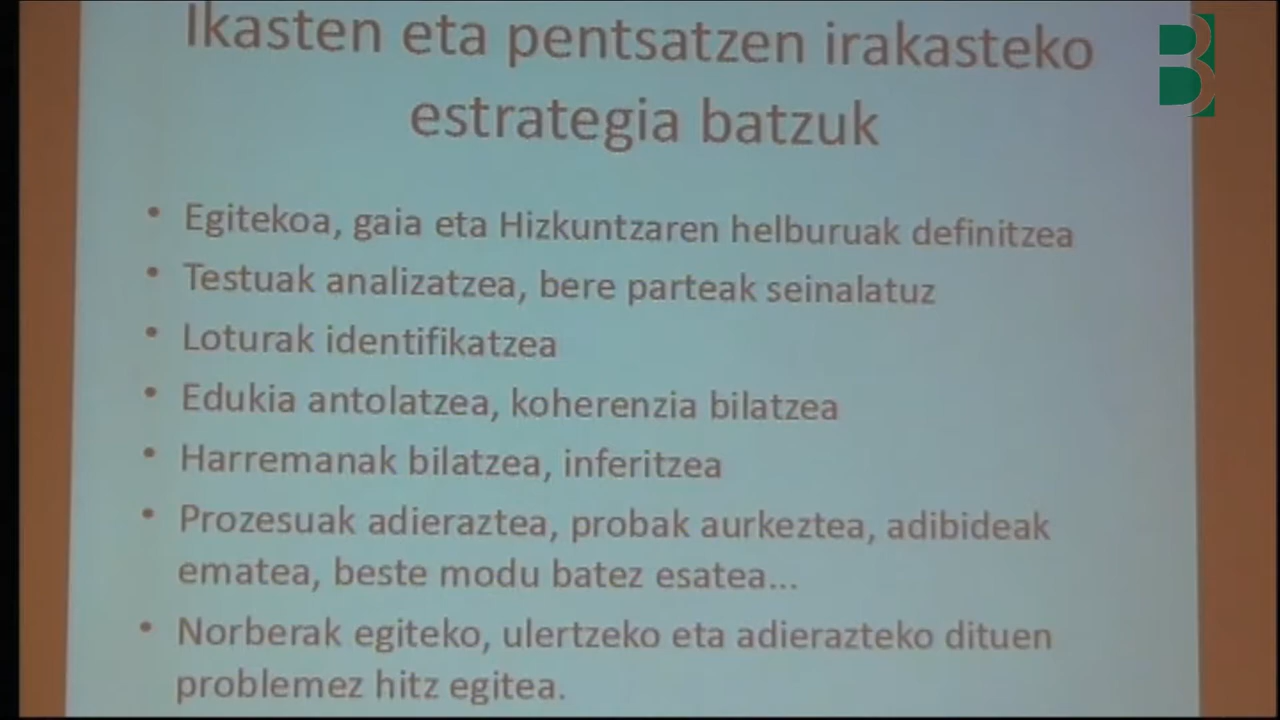 Ikasten eta pentsatzen irakasteko
estrategia batzuk
• Egitekoa, gaia eta Hizkuntzaren helburuak definitzea
• Testuak analizatzea, bere parteak seinalatuz
• Loturak identifikatzea
• Edukia antolatzea, koherenzia bilatzea
• Harremanak bilatzea, inferitzea
• Prozesuak adieraztea, probak aurkeztea, adibideak
ematea, beste modu batez esatea...
• Norberak egiteko, ulertzeko eta adierazteko dituen
problemez hitz egitea.
B